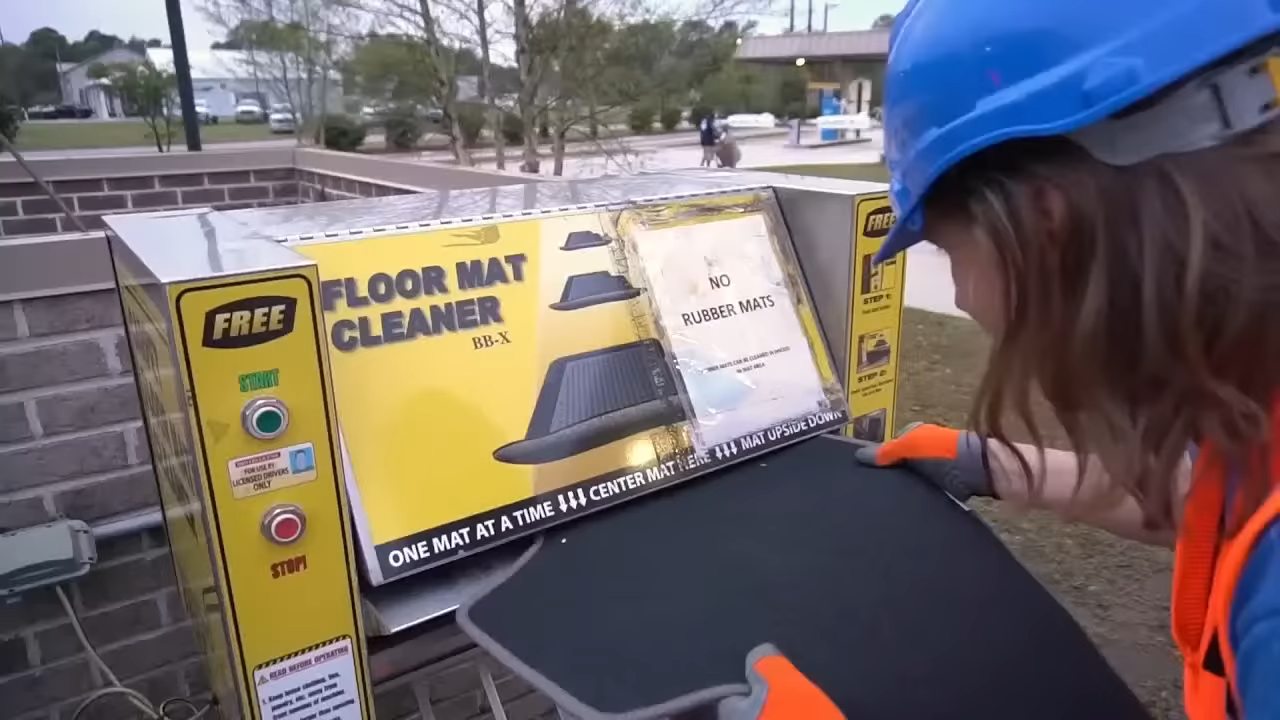 FREE
START
FOR USE BY
LICENSED DRIVERS
ONLY
STOP!
READ BEFORE OPERATING
FLOOR MAT
CLEANER
BB-X
NO
RUBBER MATS
ONE MAT AT A TIME CENTER MAT HERE MAT UPSIDE DOWN
FREE
STEP 1:
STEP 2: